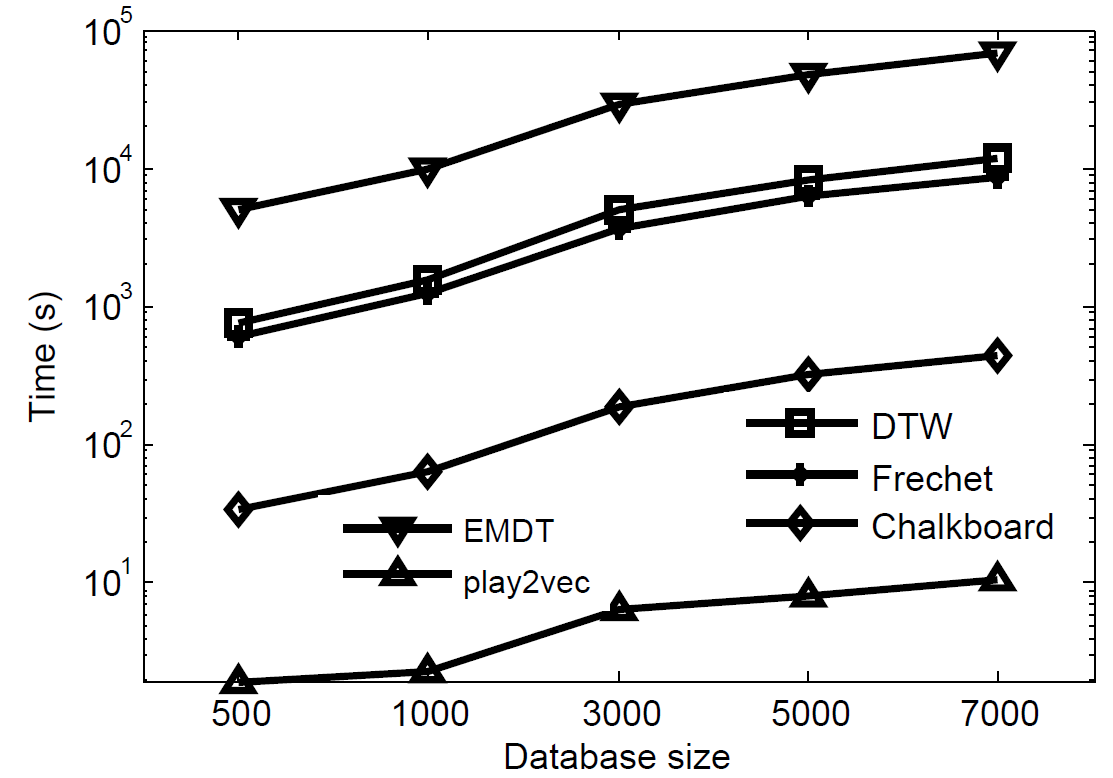 10^5
10^4
10^3
10^2
10^1
Time (s)
DTW
Frechet
Chalkboard
EMDT
play2vec
500 1000 3000 5000 7000
Database size